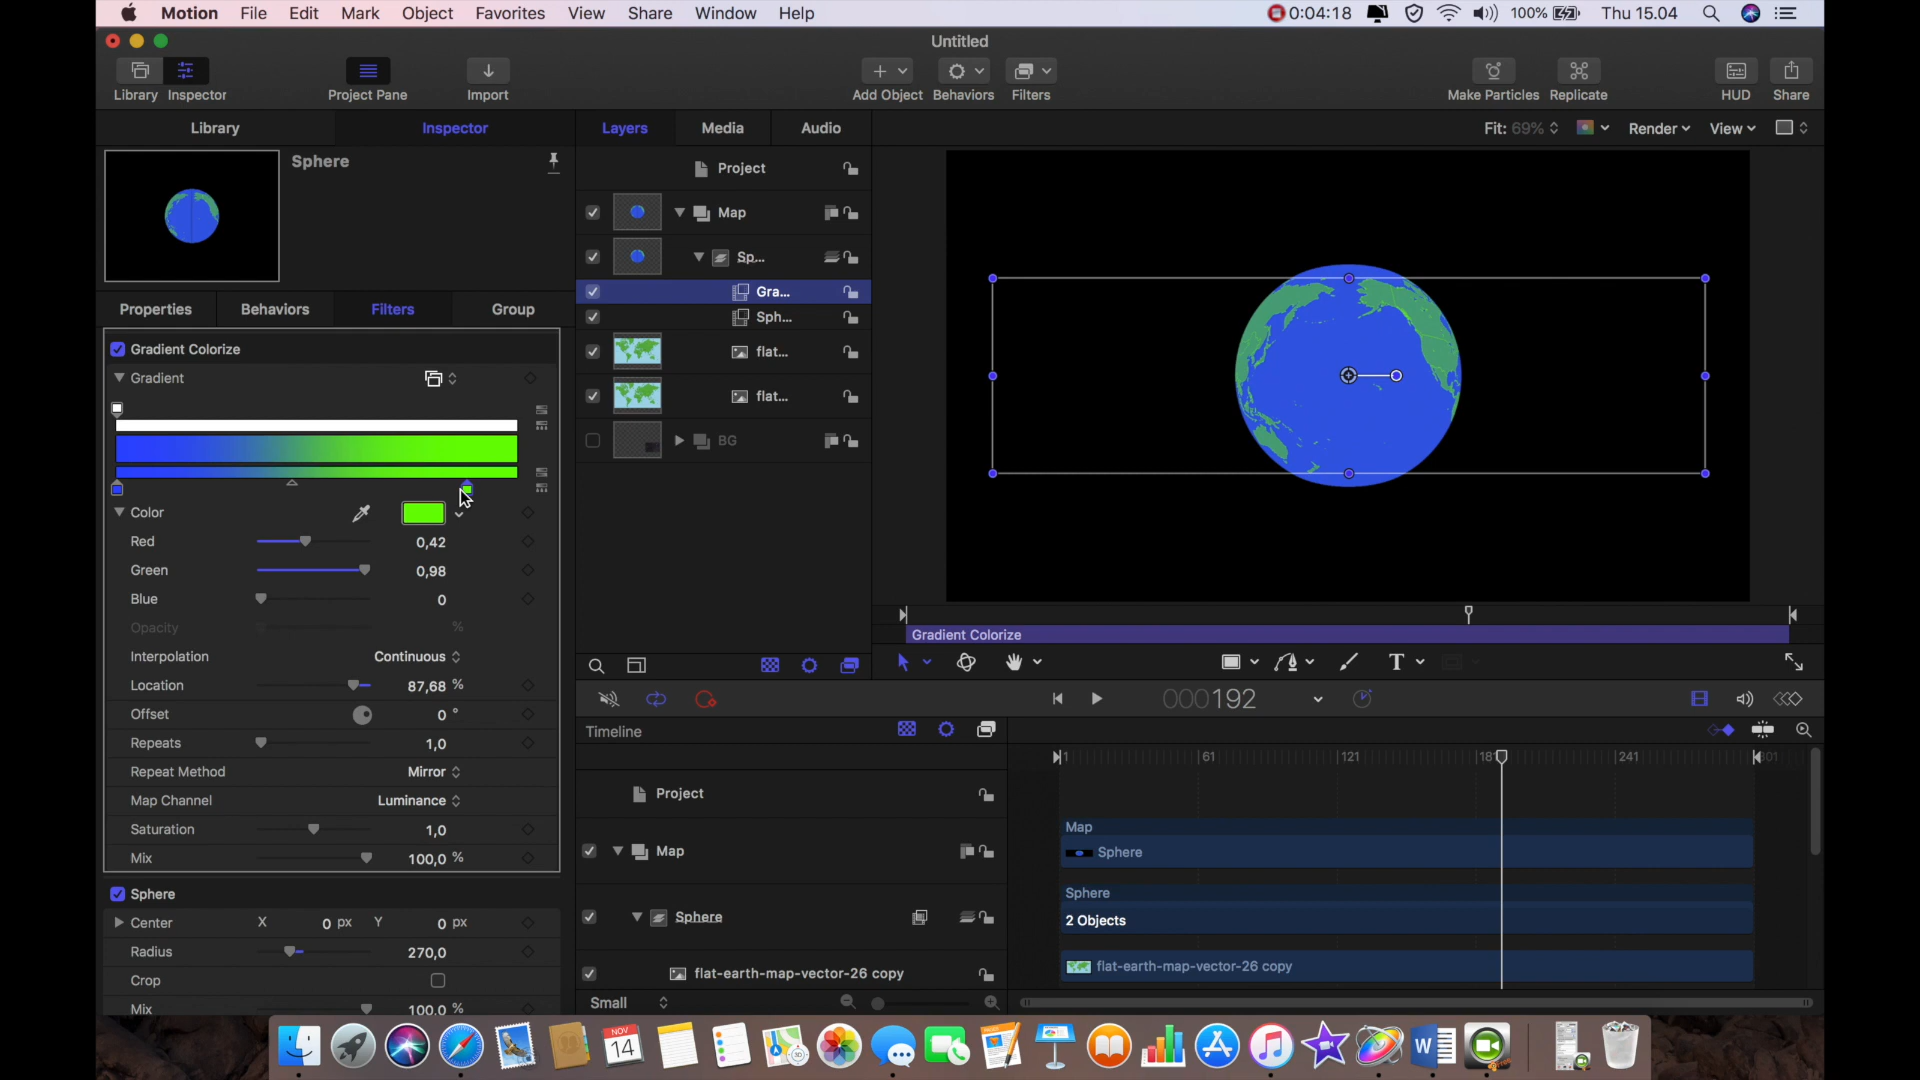 Motion File Edit Mark Object Favorites View Share Window Help
0:04:18 100% Thu 15.04
Untitled
Library Inspector Project Pane Import Add Object Behaviors Filters Make Particles Replicate HUD Share
Library Inspector Layers Media Audio Fit: 69% Render View
Sphere
Project
Map
Sp...
Gra...
Sph...
flat...
flat...
BG
Properties Behaviors Filters Group
Gradient Colorize
Gradient
Color
Red 0,42
Green 0,98
Blue 0
Opacity %
Interpolation Continuous
Location 87,68 %
Offset 0 °
Repeats 1,0
Repeat Method Mirror
Map Channel Luminance
Saturation 1,0
Mix 100,0 %
Sphere
Center X 0 px Y 0 px
Radius 270,0
Crop
Mix 100,0 %
Gradient Colorize
T
000192
Timeline
1 61 121 181 241 301
Project
Map
Map
Sphere
Sphere
Sphere
2 Objects
flat-earth-map-vector-26 copy
flat-earth-map-vector-26 copy
Small
NOV
14
3D
W